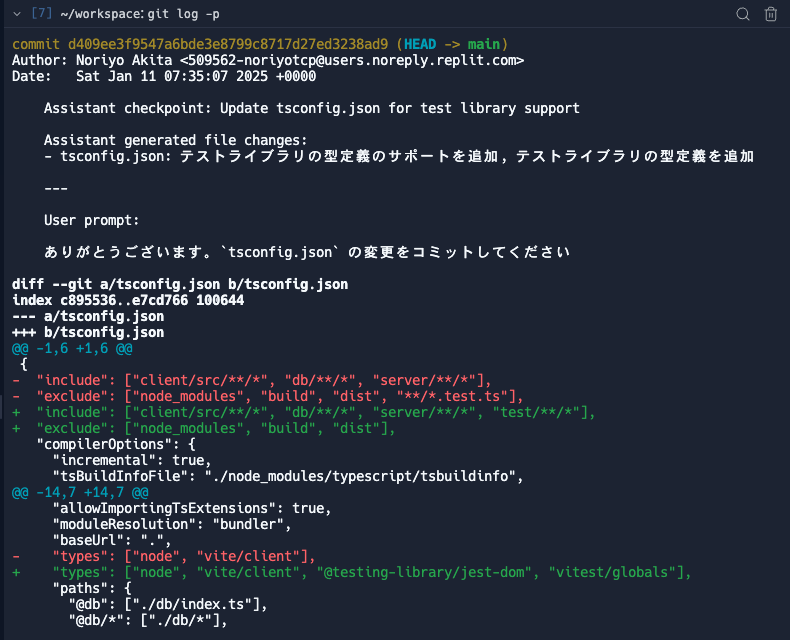 [7] ~/workspace: git log -p
commit d409ee3f9547a6bde3e8799c8717d27ed3238ad9 (HEAD -> main)
Author: Noriyo Akita <509562-noriyotcp@users.noreply.replit.com>
Date:   Sat Jan 11 07:35:07 2025 +0000
    Assistant checkpoint: Update tsconfig.json for test library support
    Assistant generated file changes:
    - tsconfig.json: テストライブラリの型定義のサポートを追加, テストライブラリの型定義を追加
    ---
    User prompt:
    ありがとうございます。`tsconfig.json` の変更をコミットしてください
diff --git a/tsconfig.json b/tsconfig.json
index c895536..e7cd766 100644
--- a/tsconfig.json
+++ b/tsconfig.json
@@ -1,6 +1,6 @@
 {
-  "include": ["client/src/**/*", "db/**/*", "server/**/*"],
-  "exclude": ["node_modules", "build", "dist", "**/*.test.ts"],
+  "include": ["client/src/**/*", "db/**/*", "server/**/*", "test/**/*"],
+  "exclude": ["node_modules", "build", "dist"],
   "compilerOptions": {
     "incremental": true,
     "tsBuildInfoFile": "./node_modules/typescript/tsbuildinfo",
@@ -14,7 +14,7 @@
     "allowImportingTsExtensions": true,
     "moduleResolution": "bundler",
     "baseUrl": ".",
-    "types": ["node", "vite/client"],
+    "types": ["node", "vite/client", "@testing-library/jest-dom", "vitest/globals"],
     "paths": {
       "@db": ["./db/index.ts"],
       "@db/*": ["./db/*"],